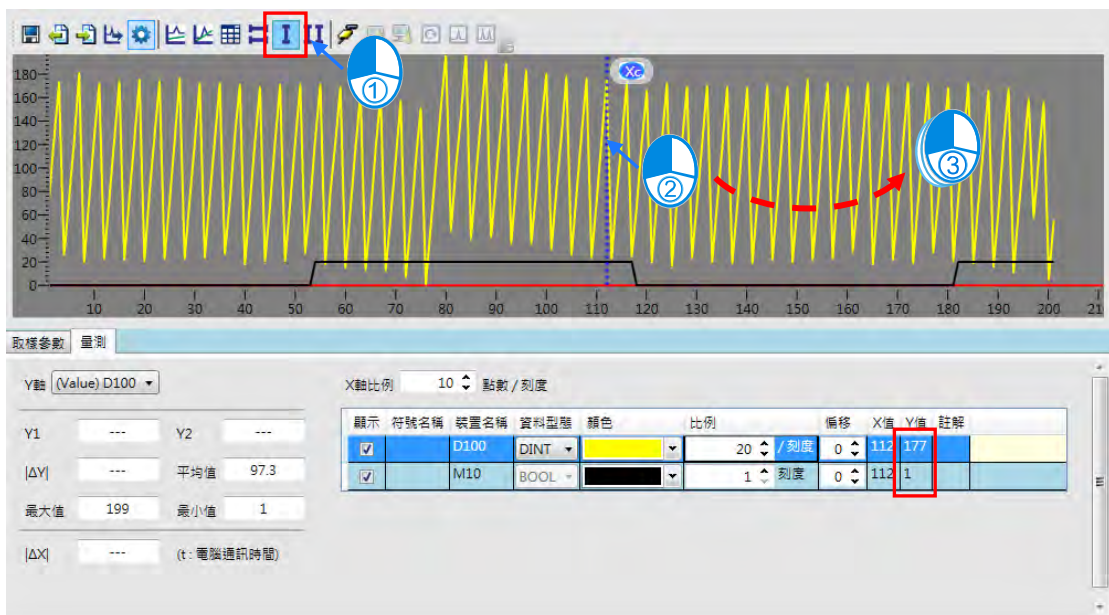 180
160
140
120
100
80
60
40
20
0
Xc
①
②
③
10 20 30 40 50 60 70 80 90 100 110 120 130 140 150 160 170 180 190 200 21
取樣參數 量測
Y軸 (Value) D100
X軸比例 10 點數 / 刻度
Y1 --- Y2 ---
|ΔY| --- 平均值 97.3
最大值 199 最小值 1
|ΔX| --- (t : 電腦通訊時間)
顯示 符號名稱 裝置名稱 資料型態 顏色 比例 偏移 X值 Y值 註解
D100 DINT 20 / 刻度 0 112 177
M10 BOOL 1 刻度 0 112 1